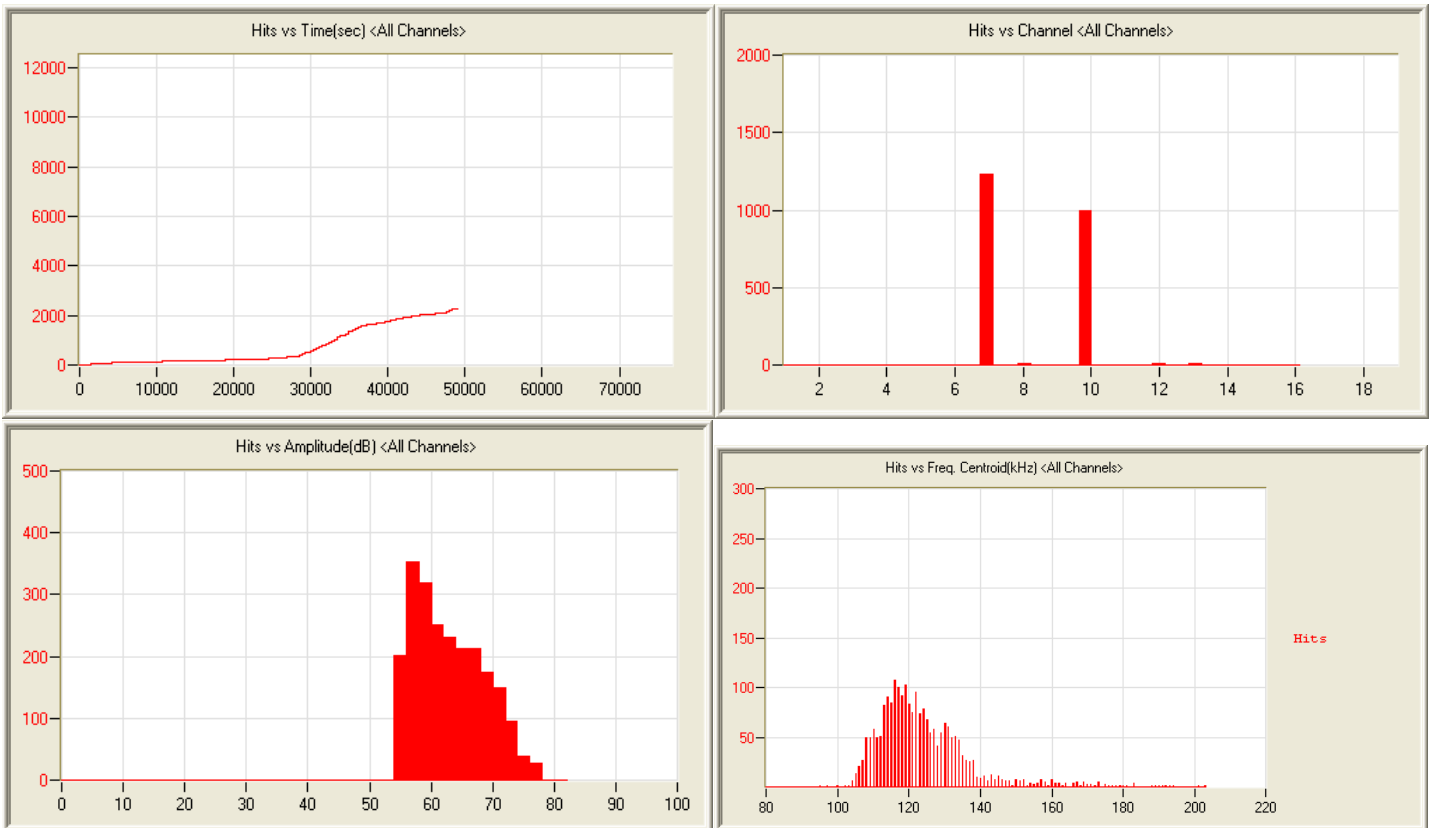 Hits vs Time(sec) <All Channels>
12000
10000
8000
6000
4000
2000
0
0 10000 20000 30000 40000 50000 60000 70000
Hits vs Channel <All Channels>
2000
1500
1000
500
0
2 4 6 8 10 12 14 16 18
Hits vs Amplitude(dB) <All Channels>
500
400
300
200
100
0
0 10 20 30 40 50 60 70 80 90 100
Hits vs Freq. Centroid(kHz) <All Channels>
300
250
200
150
100
50
80 100 120 140 160 180 200 220
Hits